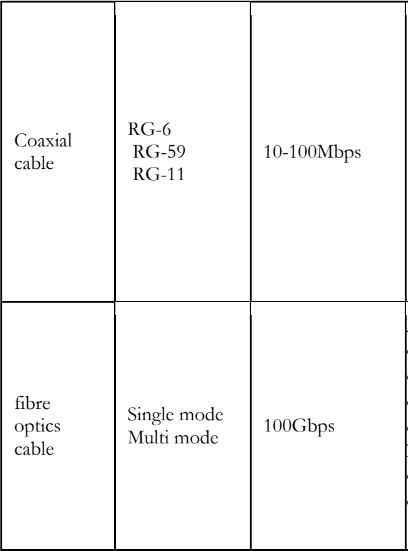 Coaxial
cable
RG-6
RG-59
RG-11
10-100Mbps
fibre
optics
cable
Single mode
Multi mode
100Gbps